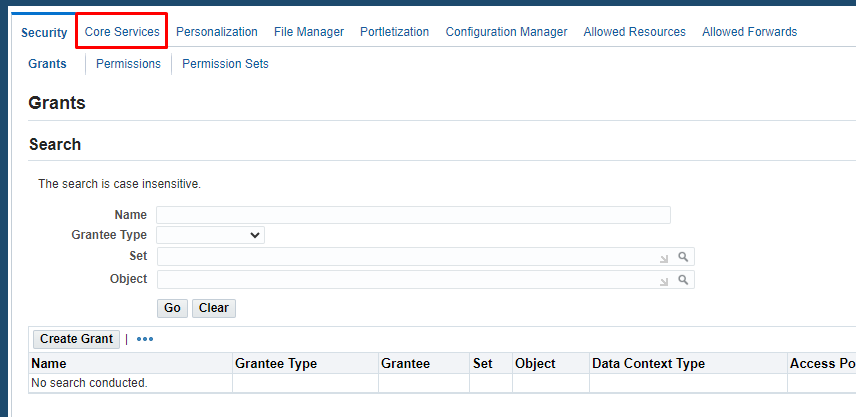 Security Core Services Personalization File Manager Portletization Configuration Manager Allowed Resources Allowed Forwards
Grants Permissions Permission Sets
Grants
Search
The search is case insensitive.
Name
Grantee Type
Set
Object
Go Clear
Create Grant | •••
Name Grantee Type Grantee Set Object Data Context Type Access Po
No search conducted.